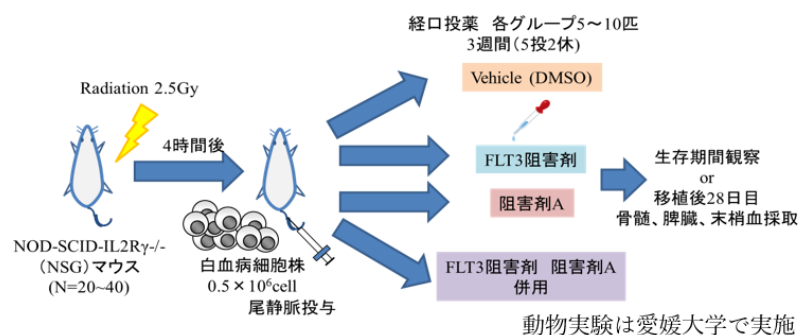 経口投薬 各グループ5～10匹
3週間(5投2休)
Radiation 2.5Gy
Vehicle (DMSO)
4時間後
FLT3阻害剤
阻害剤A
生存期間観察
or
移植後28日目
骨髄、脾臓、末梢血採取
NOD-SCID-IL2Rγ-/-
(NSG)マウス
(N=20~40)
白血病細胞株
0.5×10⁶cell
尾静脈投与
FLT3阻害剤 阻害剤A
併用
動物実験は愛媛大学で実施